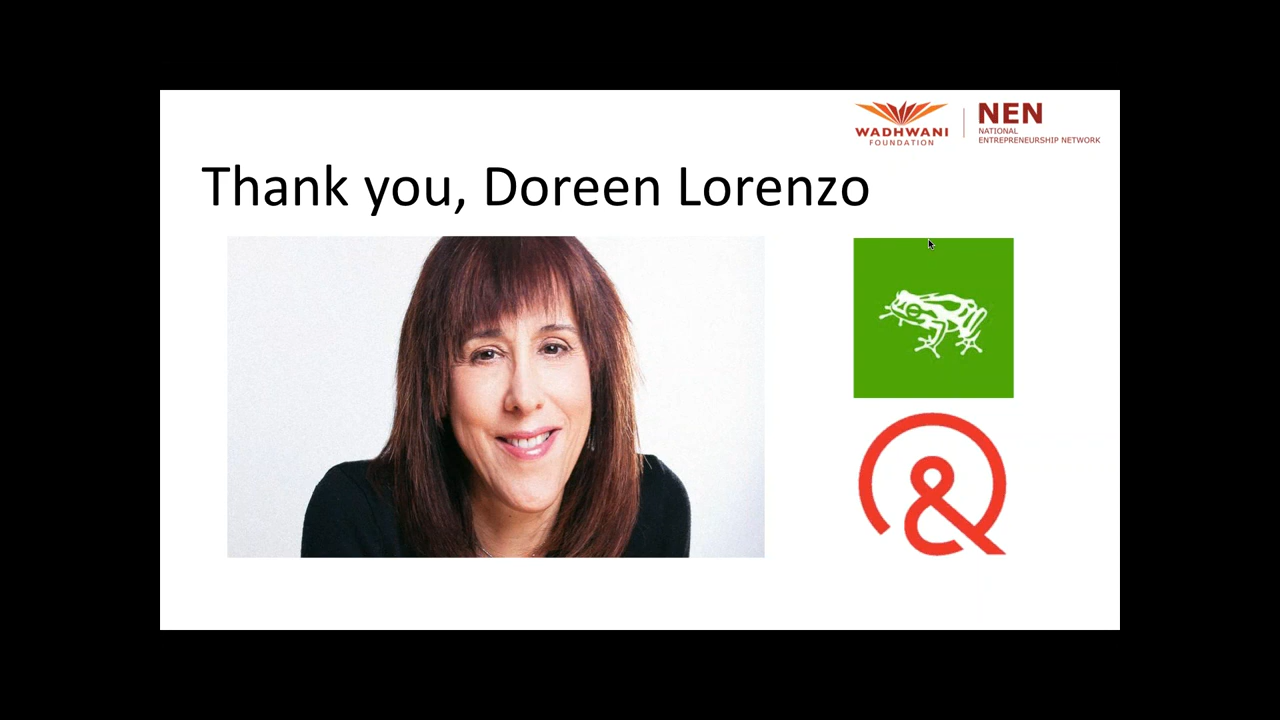 WADHWANI
FOUNDATION
NEN
NATIONAL
ENTREPRENEURSHIP NETWORK
Thank you, Doreen Lorenzo
&